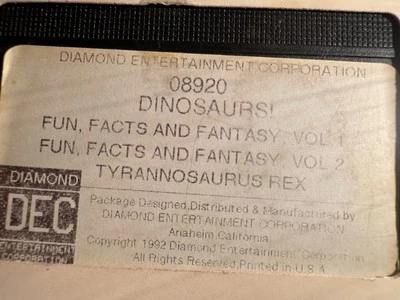 DIAMOND ENTERTAINMENT CORPORATION
08920
DINOSAURS!
FUN, FACTS AND FANTASY VOL 1
FUN, FACTS AND FANTASY VOL 2
TYRANNOSAURUS REX
DIAMOND
DEC
ENTERTAINMENT
CORPORATION
Package Designed,Distributed & Manufactured by
DIAMOND ENTERTAINMENT CORPORATION
Anaheim,California
Copyright 1992 Diamond Entertainment Corporation
All Rights Reserved,Printed in U.S.A.